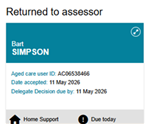 Returned to assessor
Bart
SIMPSON
Aged care user ID: AC06538466
Date accepted: 11 May 2026
Delegate Decision due by: 11 May 2026
Home Support
Due today